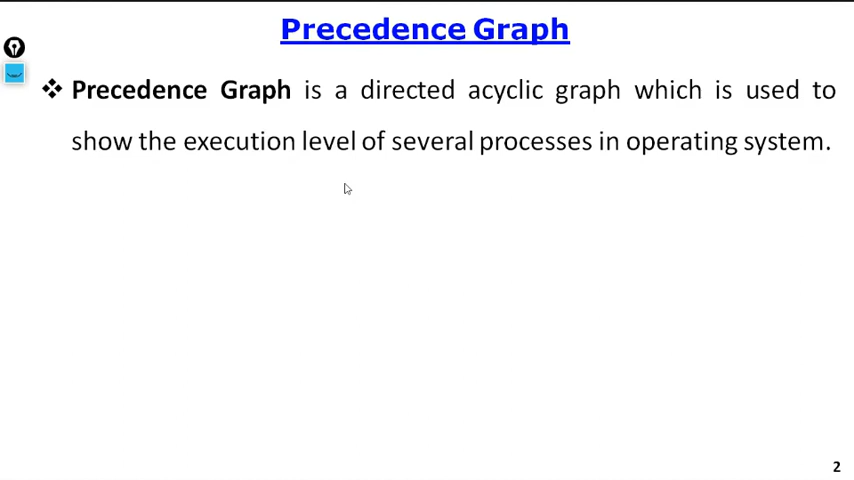 Precedence Graph
❖ Precedence Graph is a directed acyclic graph which is used to
show the execution level of several processes in operating system.
2